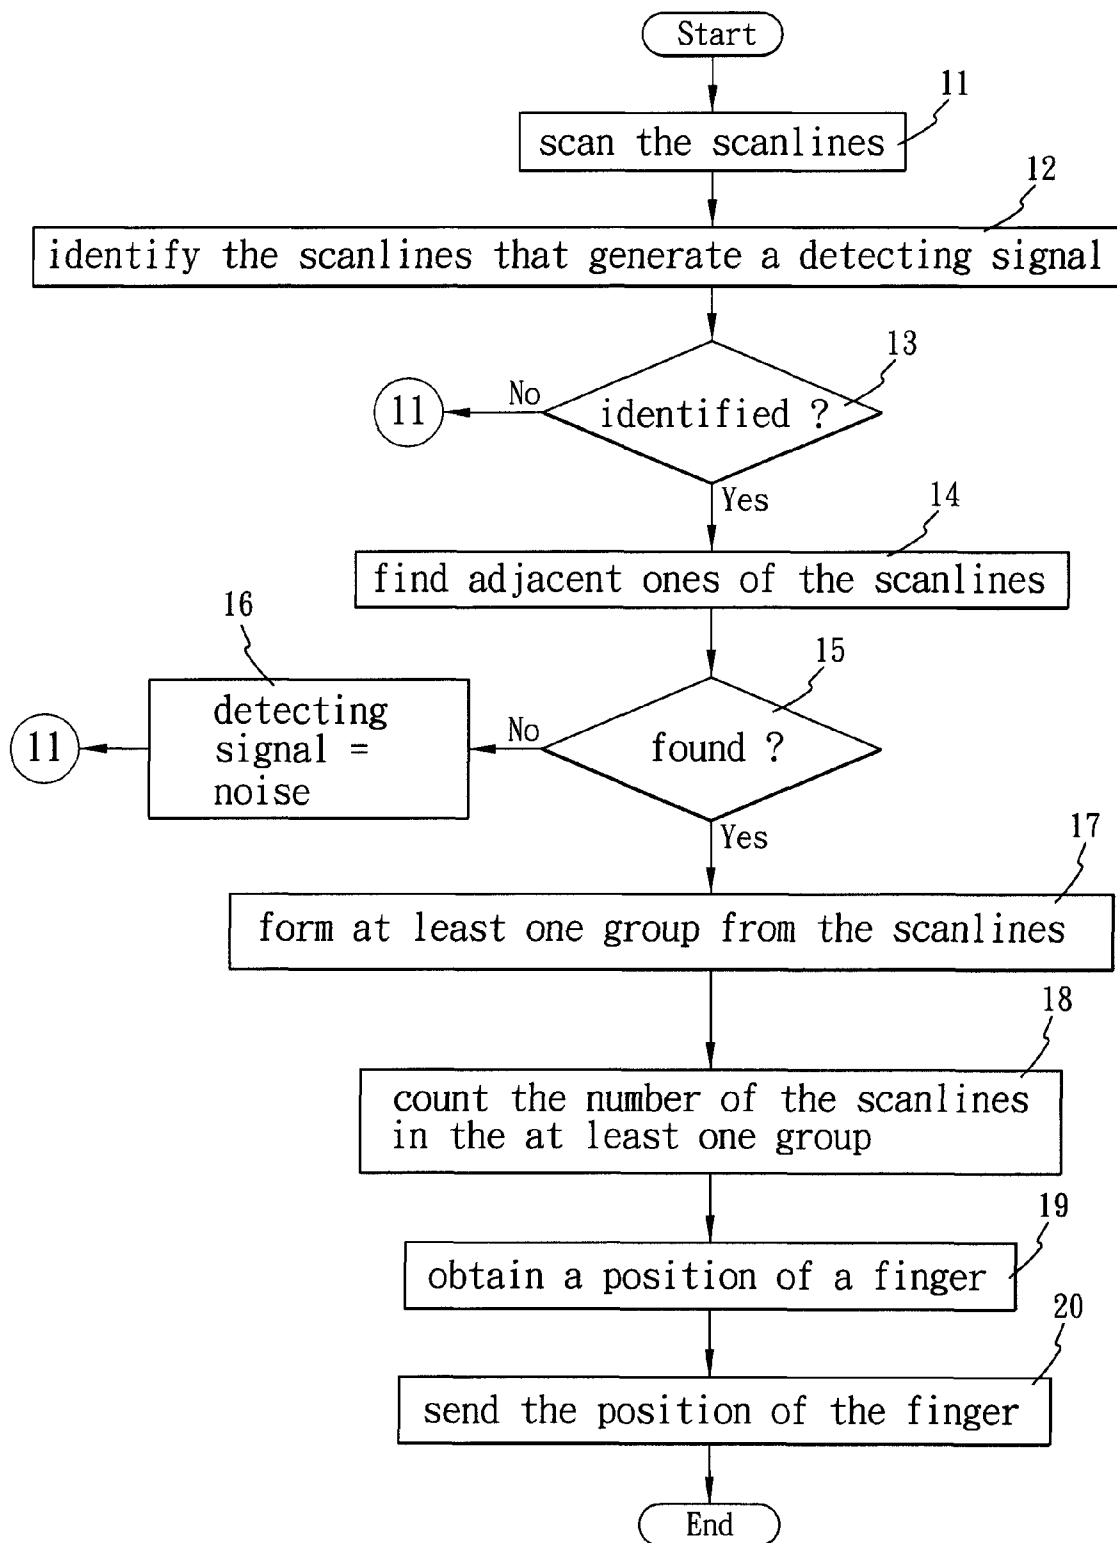 Start
11
scan the scanlines
12
identify the scanlines that generate a detecting signal
13
No
11
identified ?
Yes
14
find adjacent ones of the scanlines
16
15
detecting
signal =
noise
11
No
found ?
Yes
17
form at least one group from the scanlines
18
count the number of the scanlines
in the at least one group
19
obtain a position of a finger
20
send the position of the finger
End